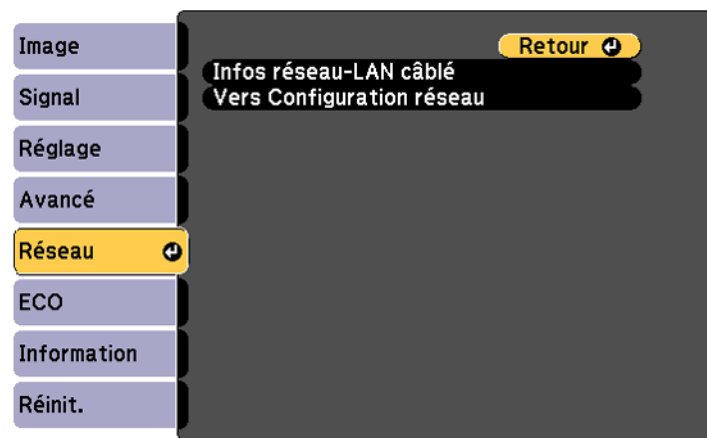 Image
Signal
Réglage
Avancé
Réseau
ECO
Information
Réinit.
Retour
Infos réseau-LAN câblé
Vers Configuration réseau